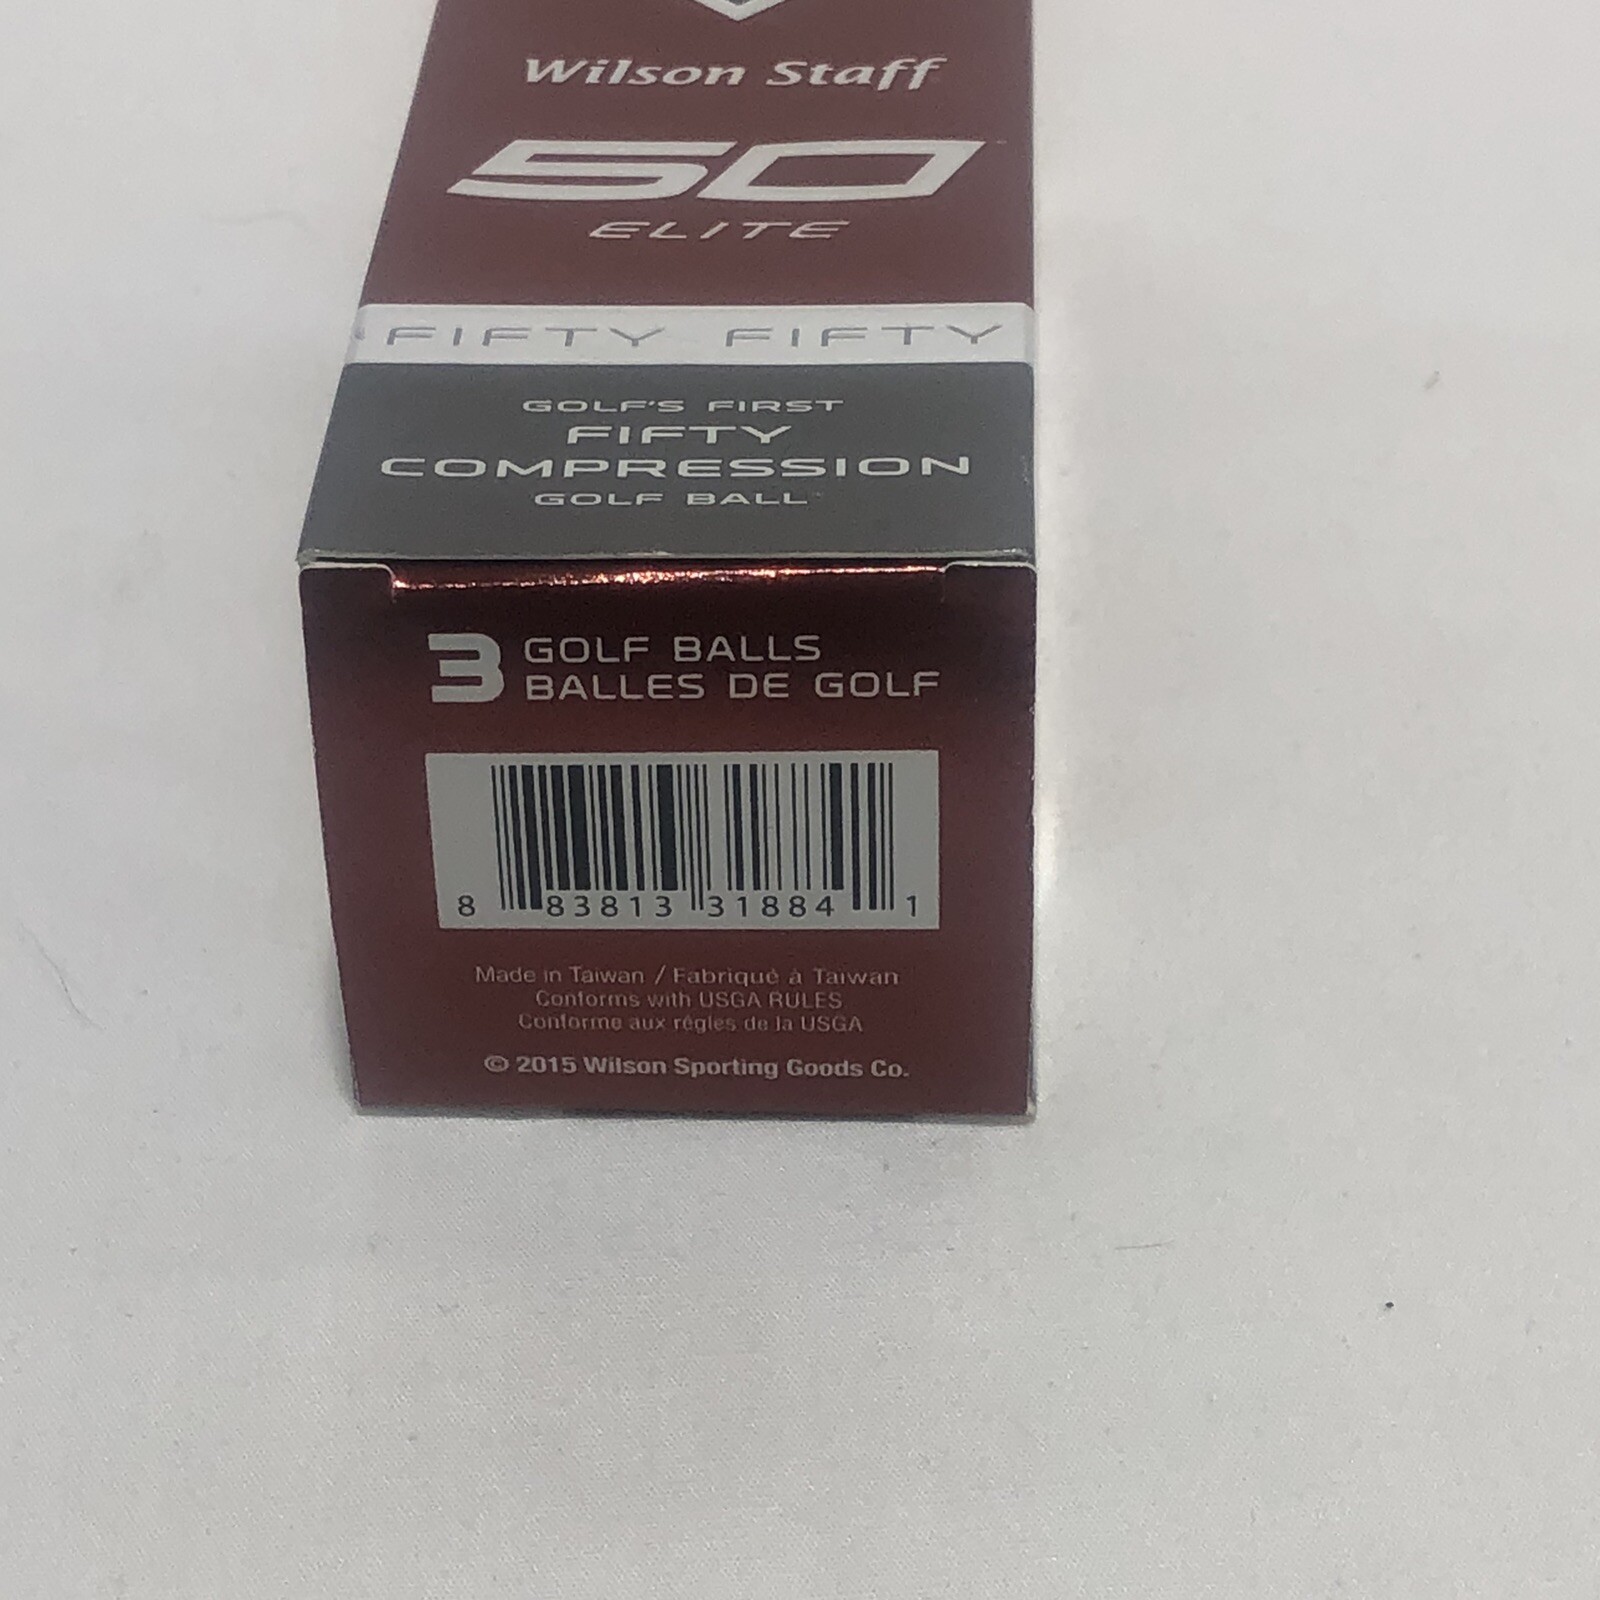 Wilson Staff
50
ELITE
FIFTY FIFTY
GOLF'S FIRST
FIFTY
COMPRESSION
GOLF BALL
3 GOLF BALLS
BALLES DE GOLF
8 83813 31884 1
Made in Taiwan / Fabriqué à Taiwan
Conforms with USGA RULES
Conforme aux régles de la USGA
© 2015 Wilson Sporting Goods Co.